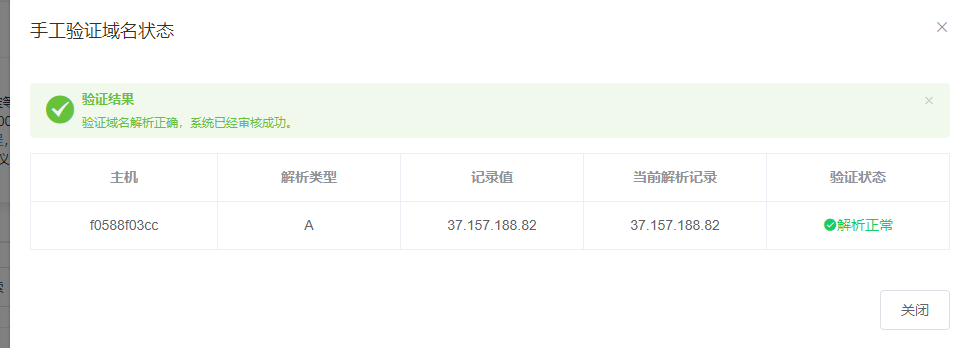 手工验证域名状态
验证结果
验证域名解析正确，系统已经审核成功。
主机 解析类型 记录值 当前解析记录 验证状态
f0588f03cc A 37.157.188.82 37.157.188.82 解析正常
关闭